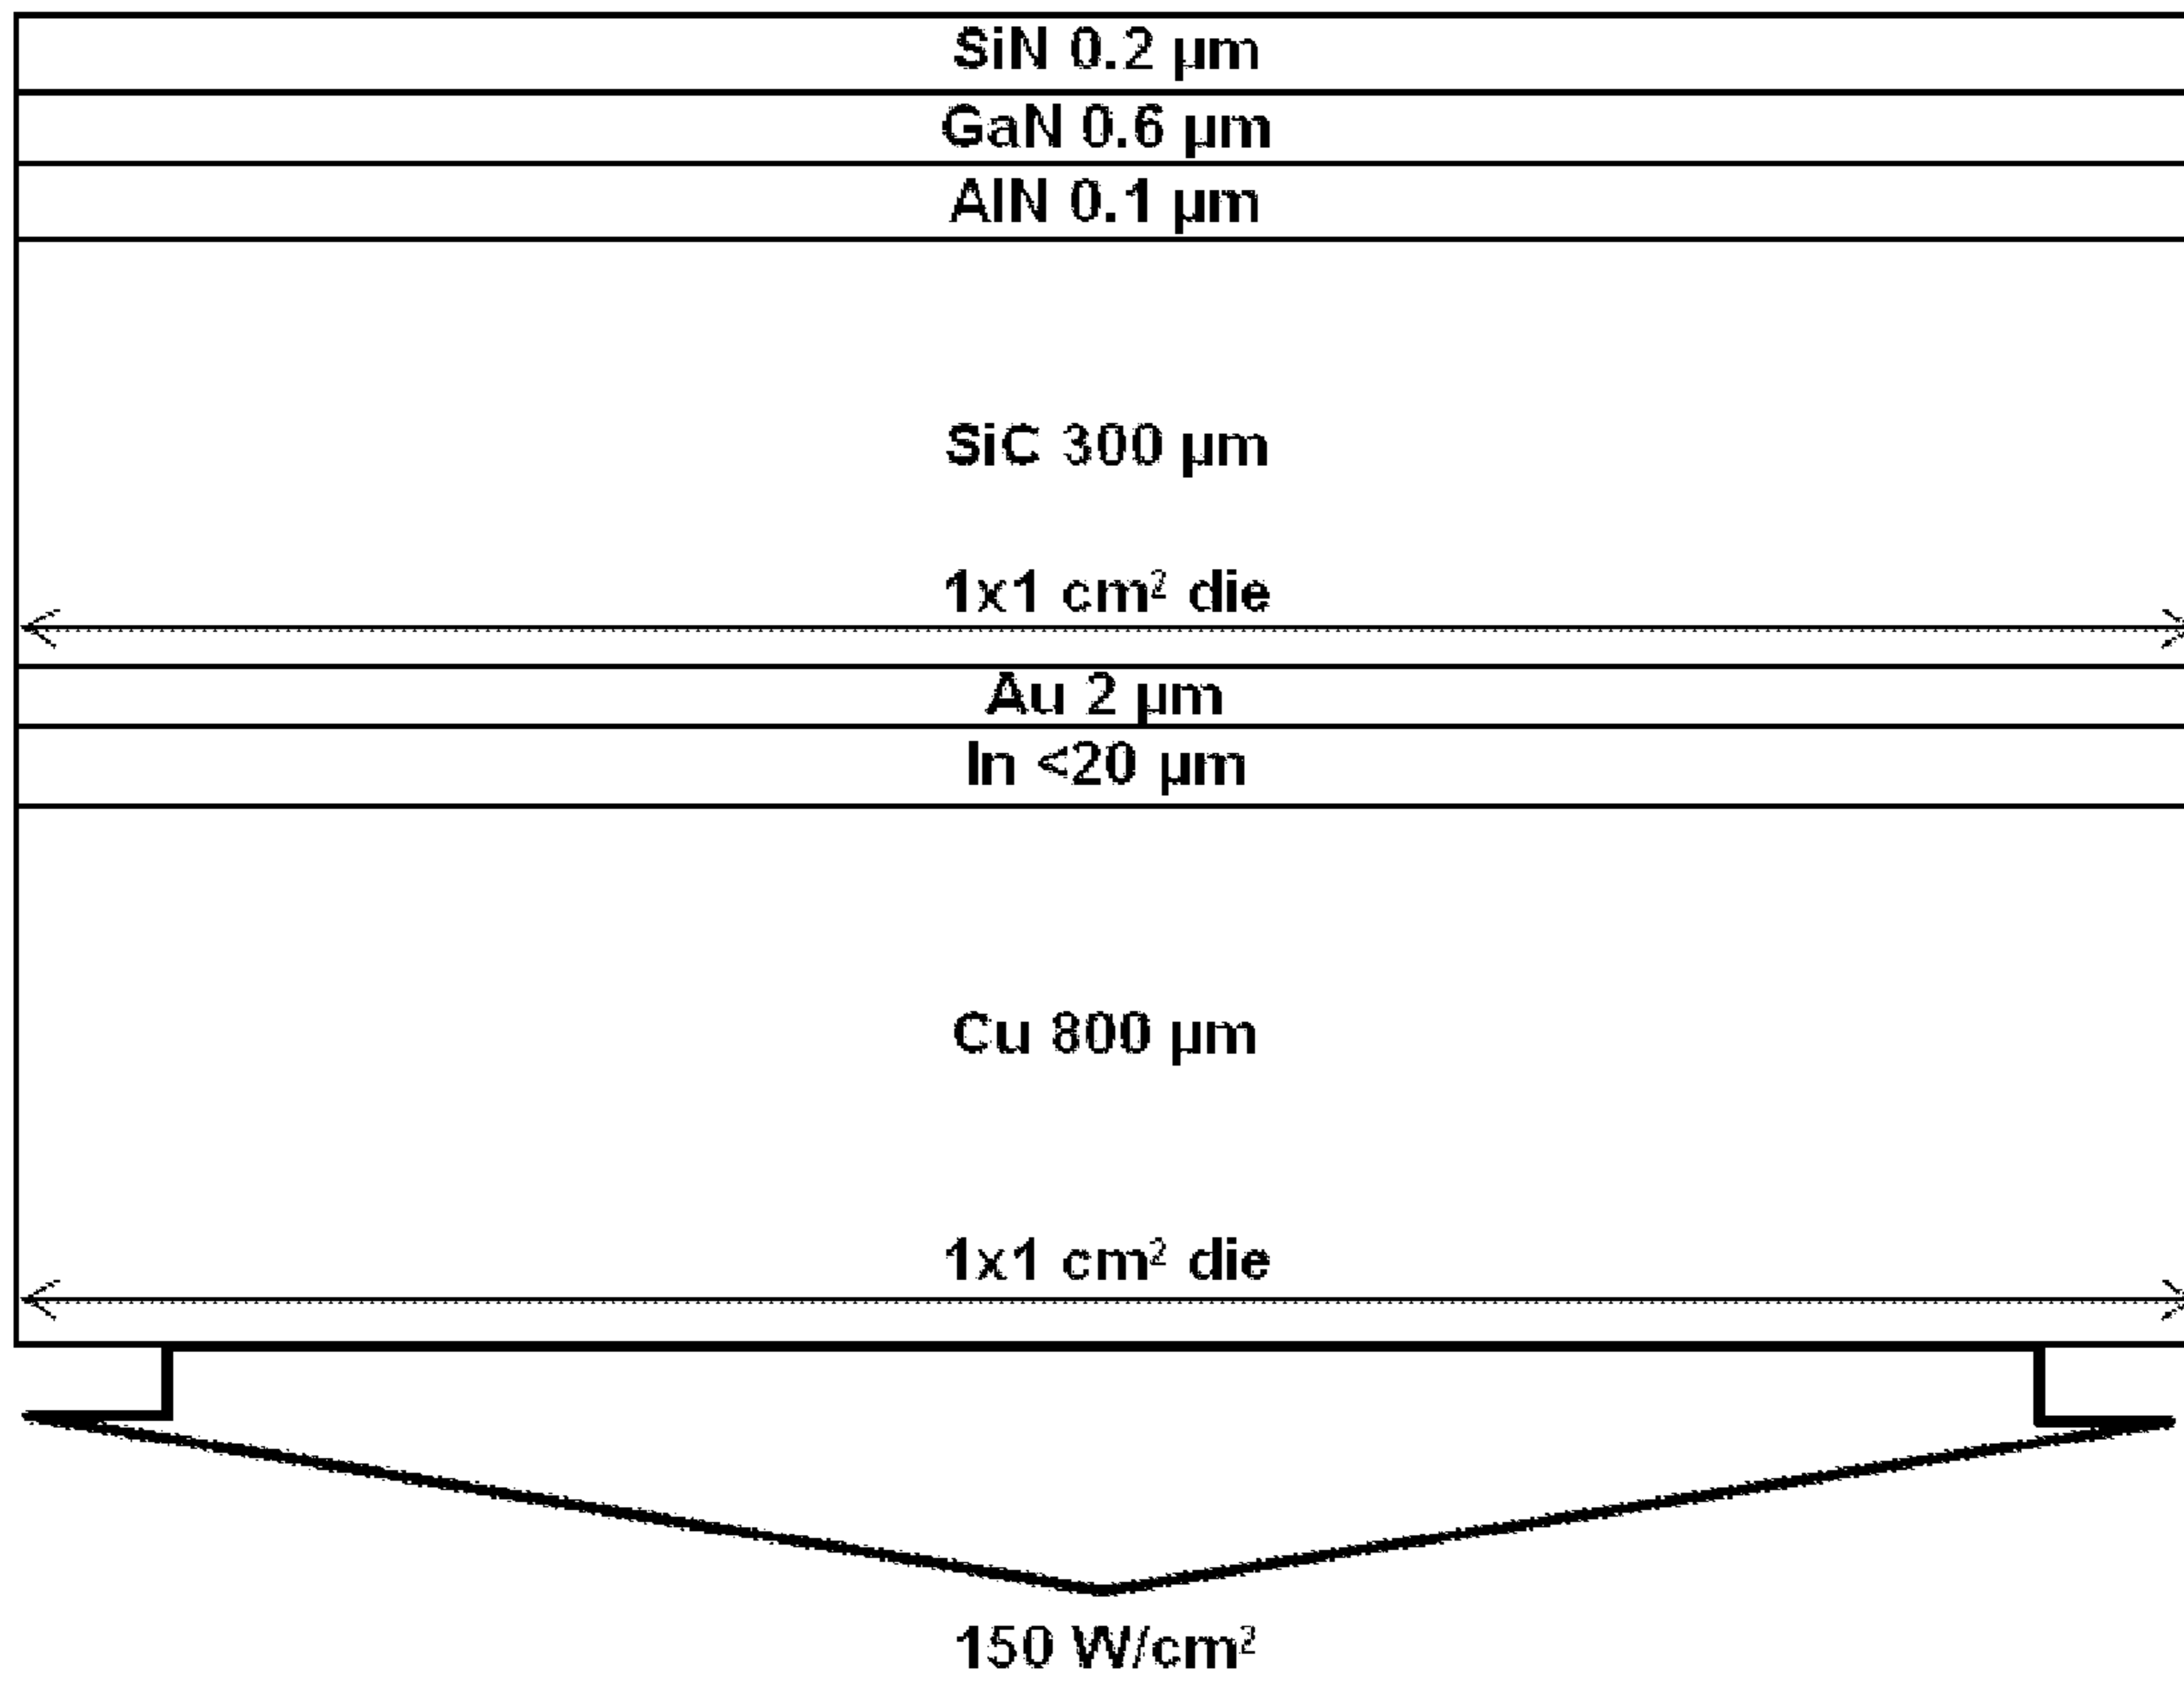 SiN 0.2 µm
GaN 0.6 µm
AlN 0.1 µm
SiC 300 µm
1x1 cm² die
Au 2 µm
In <20 µm
Cu 800 µm
1x1 cm² die
150 W/cm²